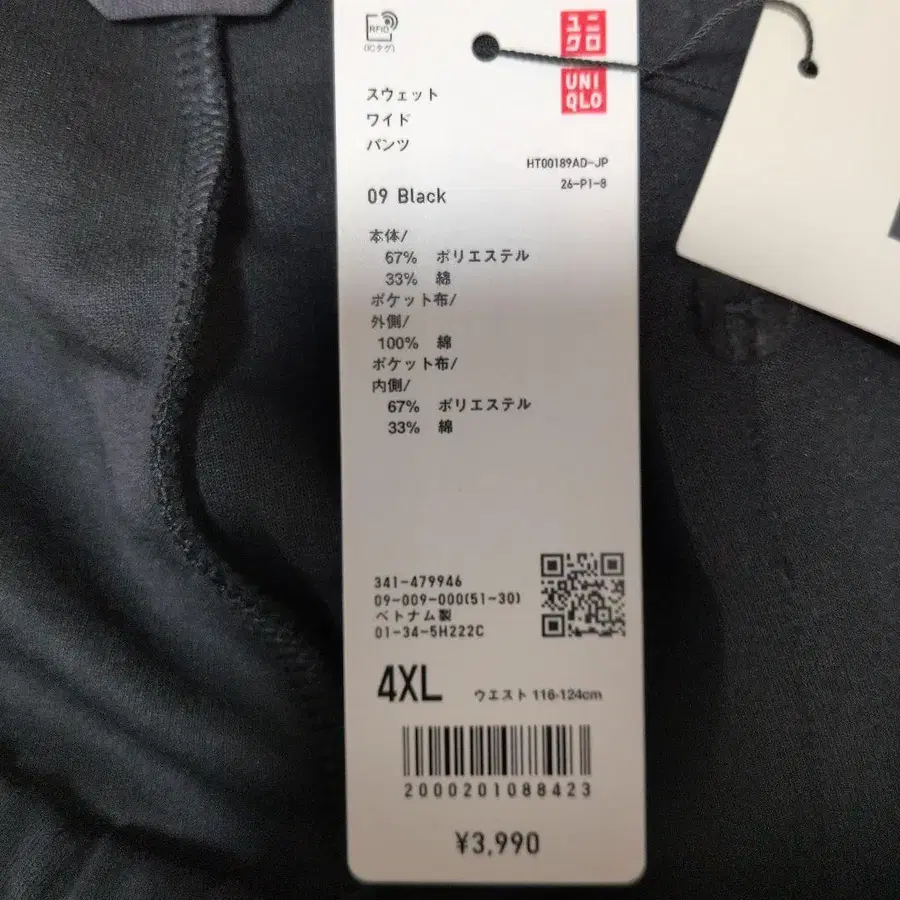 RFID
(ICタグ)
ユニ
クロ
UNI
QLO
スウェット
ワイド
パンツ
HT00189AD-JP
26-P1-8
09 Black
本体/
67% ポリエステル
33% 綿
ポケット布/
外側/
100% 綿
ポケット布/
内側/
67% ポリエステル
33% 綿
341-479946
09-009-000(51-30)
ベトナム製
01-34-5H222C
4XL ウエスト 116-124cm
2000201088423
¥3,990